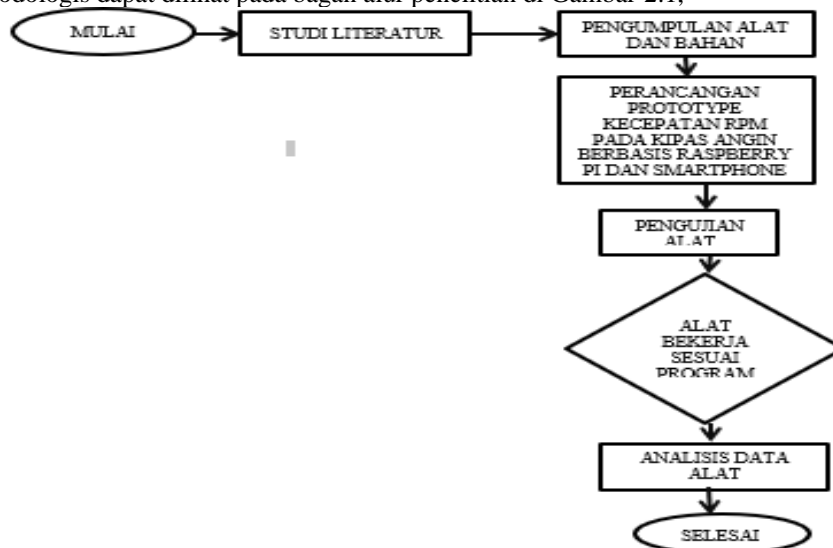 dapat dilihat pada bagan alur penelitian di Gambar 2.1,
MULAI
STUDI LITERATUR
PENGUMPULAN ALAT
DAN BAHAN
PERANCANGAN
PROTOTYPE
KECEPATAN RPM
PADA KIPAS ANGIN
BERBASIS RASPBERRY
PI DAN SMARTPHONE
PENGUJIAN
ALAT
ALAT
BEKERJA
SESUAI
PROGRAM
ANALISIS DATA
ALAT
SELESAI